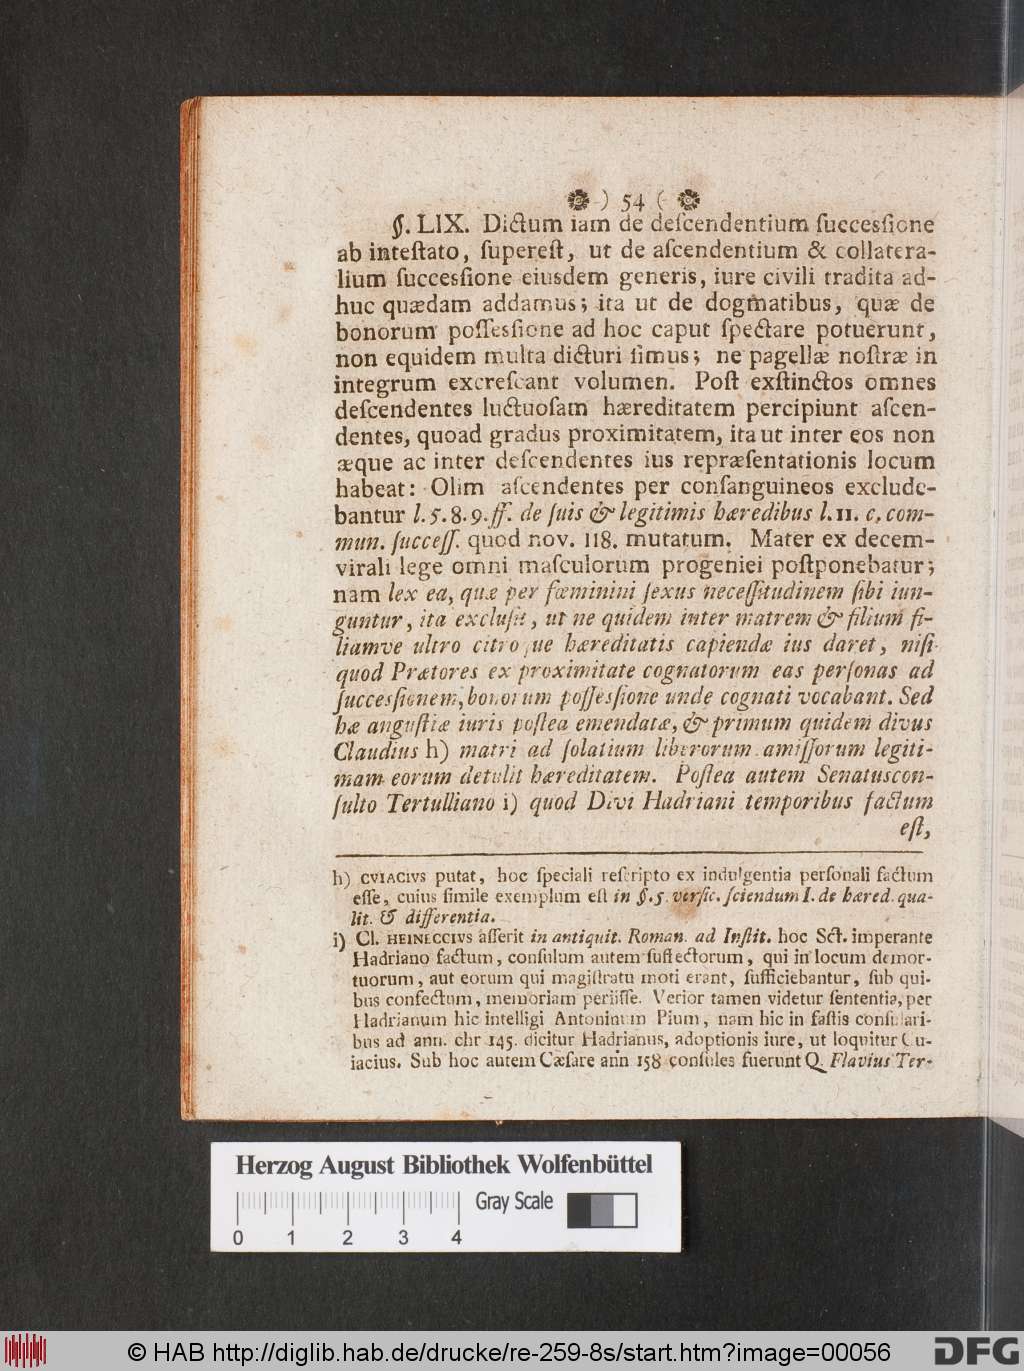 ) 54 (
§. LIX. Dictum iam de deſcendentium ſucceſſione
ab inteſtato, ſupereſt, ut de aſcendentium & collatera-
lium ſucceſſione eiusdem generis, iure civili tradita ad-
huc quædam addamus; ita ut de dogmatibus, quæ de
bonorum poſſesſione ad hoc caput ſpectare potuerunt,
non equidem multa dicturi ſimus; ne pagellæ noſtræ in
integrum excreſcant volumen. Poſt exſtinctos omnes
deſcendentes luctuoſam hæreditatem percipiunt aſcen-
dentes, quoad gradus proximitatem, ita ut inter eos non
æque ac inter deſcendentes ius repræſentationis locum
habeat: Olim aſcendentes per conſanguineos exclude-
bantur l. 5. 8. 9. ff. de ſuis & legitimis hæredibus l. 11. c. com-
mun. ſucceſſ. quod nov. 118. mutatum. Mater ex decem-
virali lege omni maſculorum progeniei poſtponebatur;
nam lex ea, quæ per fœminini ſexus neceſſitudinem ſibi iun-
guntur, ita excluſit, ut ne quidem inter matrem & filium fi-
liamve ultro citroque hæreditatis capiendæ ius daret, niſi
quod Prætores ex proximitate cognatorum eas perſonas ad
ſuccesſionem, bonorum poſſesſione unde cognati vocabant. Sed
hæ anguſtiæ iuris poſtea emendatæ, & primum quidem divus
Claudius h) matri ad ſolatium liberorum amiſſorum legiti-
mam eorum detulit hæreditatem. Poſtea autem Senatuscon-
ſulto Tertulliano i) quod Divi Hadriani temporibus factum
eſt,
h) CVIACIVS putat, hoc ſpeciali reſcripto ex indulgentia perſonali factum
eſſe, cuius ſimile exemplum eſt in §. 5. verſic. ſciendum I. de hæred. qua-
lit. & differentia.
i) Cl. HEINECCIVS aſſerit in antiquit. Roman. ad Inſtit. hoc Sct. imperante
Hadriano factum, conſulum autem ſuffectorum, qui in locum demor-
tuorum, aut eorum qui magiſtratu moti erant, ſufficiebantur, ſub qui-
bus confectum, memoriam periiſſe. Verior tamen videtur ſententia, per
Hadrianum hic intelligi Antoninum Pium, nam hic in faſtis conſulari-
bus ad ann. chr 145. dicitur Hadrianus, adoptionis iure, ut loquitur Cu-
iacius. Sub hoc autem Cæſare ann 158 conſules fuerunt Q. Flavius Ter-
Herzog August Bibliothek Wolfenbüttel
Gray Scale
0 1 2 3 4
© HAB http://diglib.hab.de/drucke/re-259-8s/start.htm?image=00056
DFG